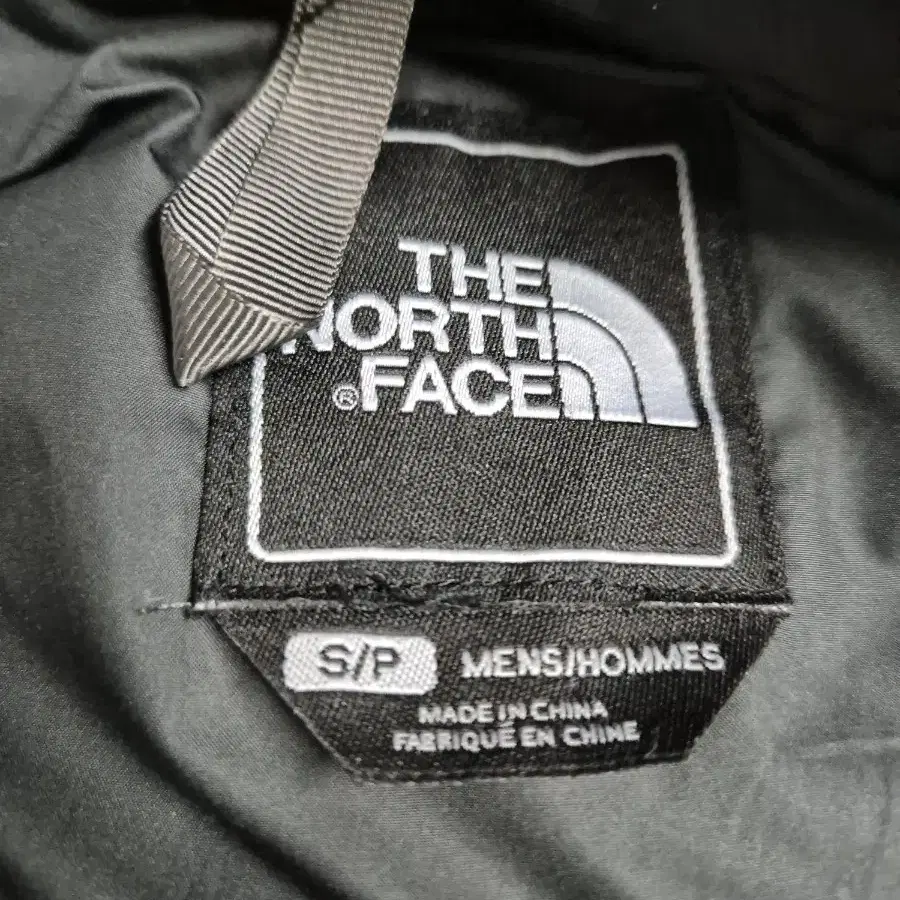 THE
NORTH
®FACE
S/P MENS/HOMMES
MADE IN CHINA
FABRIQUÉ EN CHINE